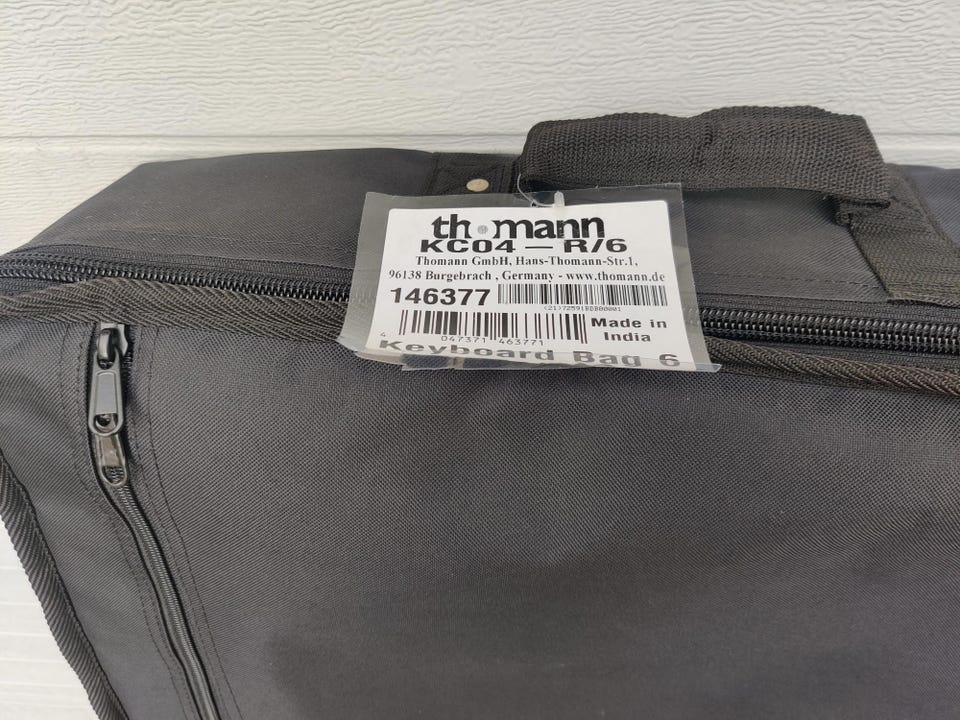 thomann
KC04 – R/6
Thomann GmbH, Hans-Thomann-Str.1,
96138 Burgebrach , Germany - www.thomann.de
146377
Made in
India
4 047371 463771
Keyboard Bag 6